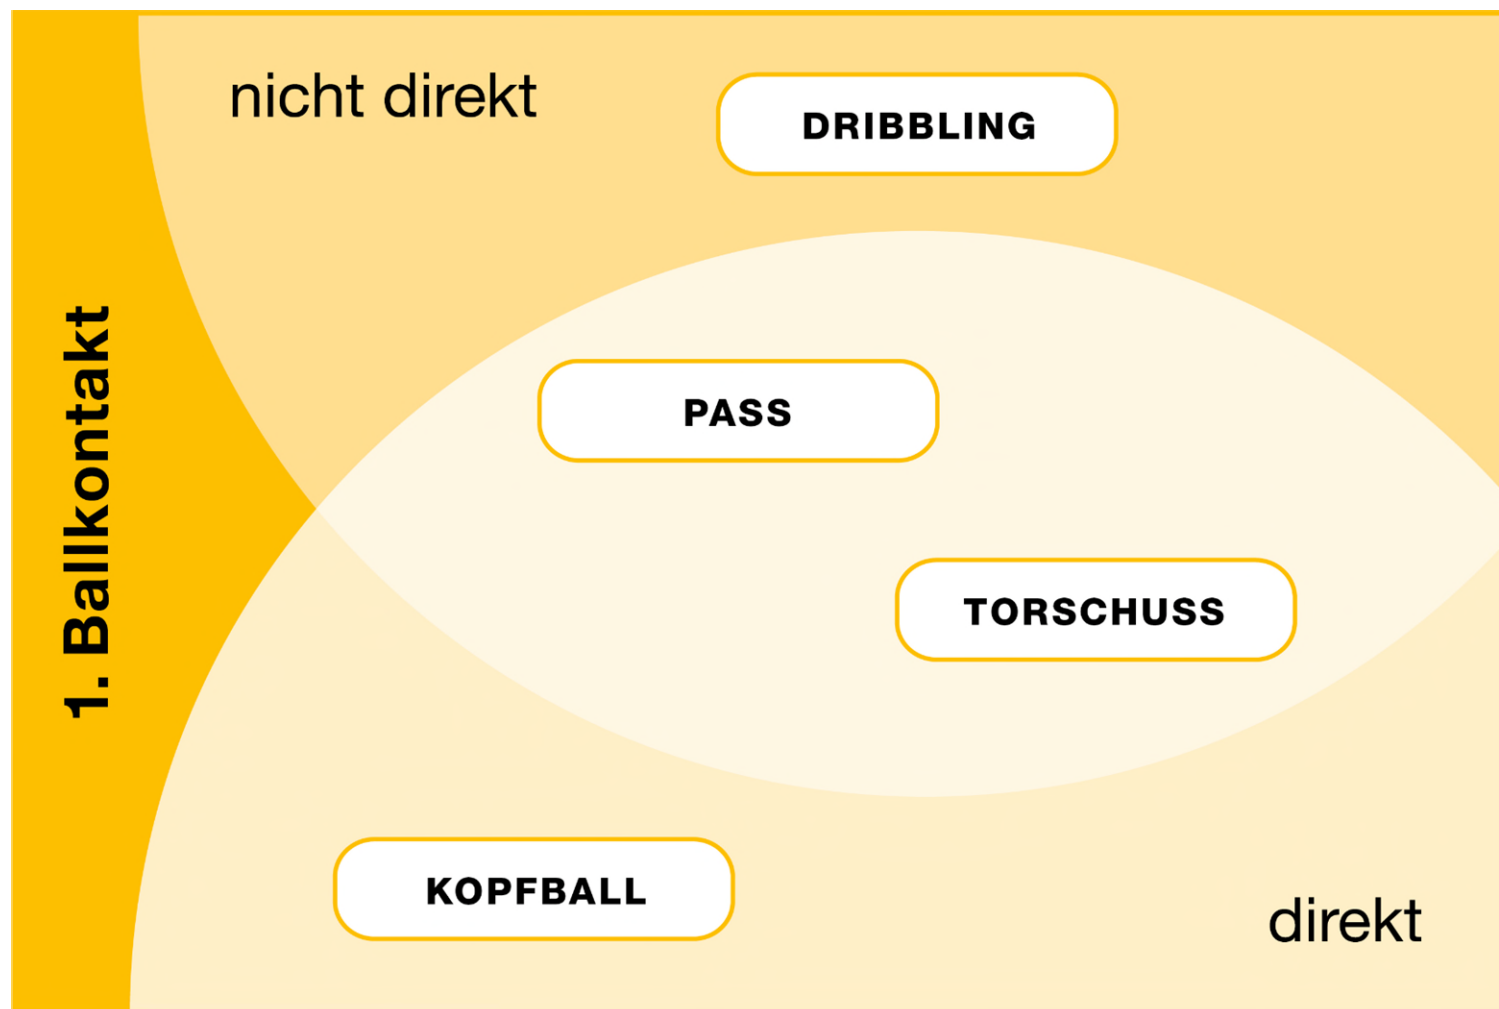 nicht direkt
DRIBBLING
1. Ballkontakt
PASS
TORSCHUSS
KOPFBALL
direkt